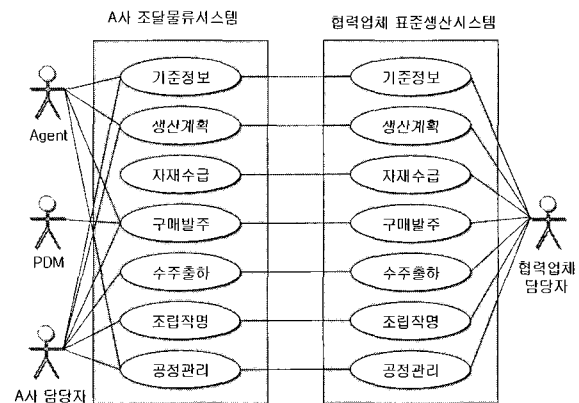 A사 조달물류시스템
협력업체 표준생산시스템
기준정보
기준정보
Agent
생산계획
생산계획
자재수급
자재수급
PDM
구매발주
구매발주
협력업체
담당자
수주출하
수주출하
조립작명
조립작명
A사 담당자
공정관리
공정관리